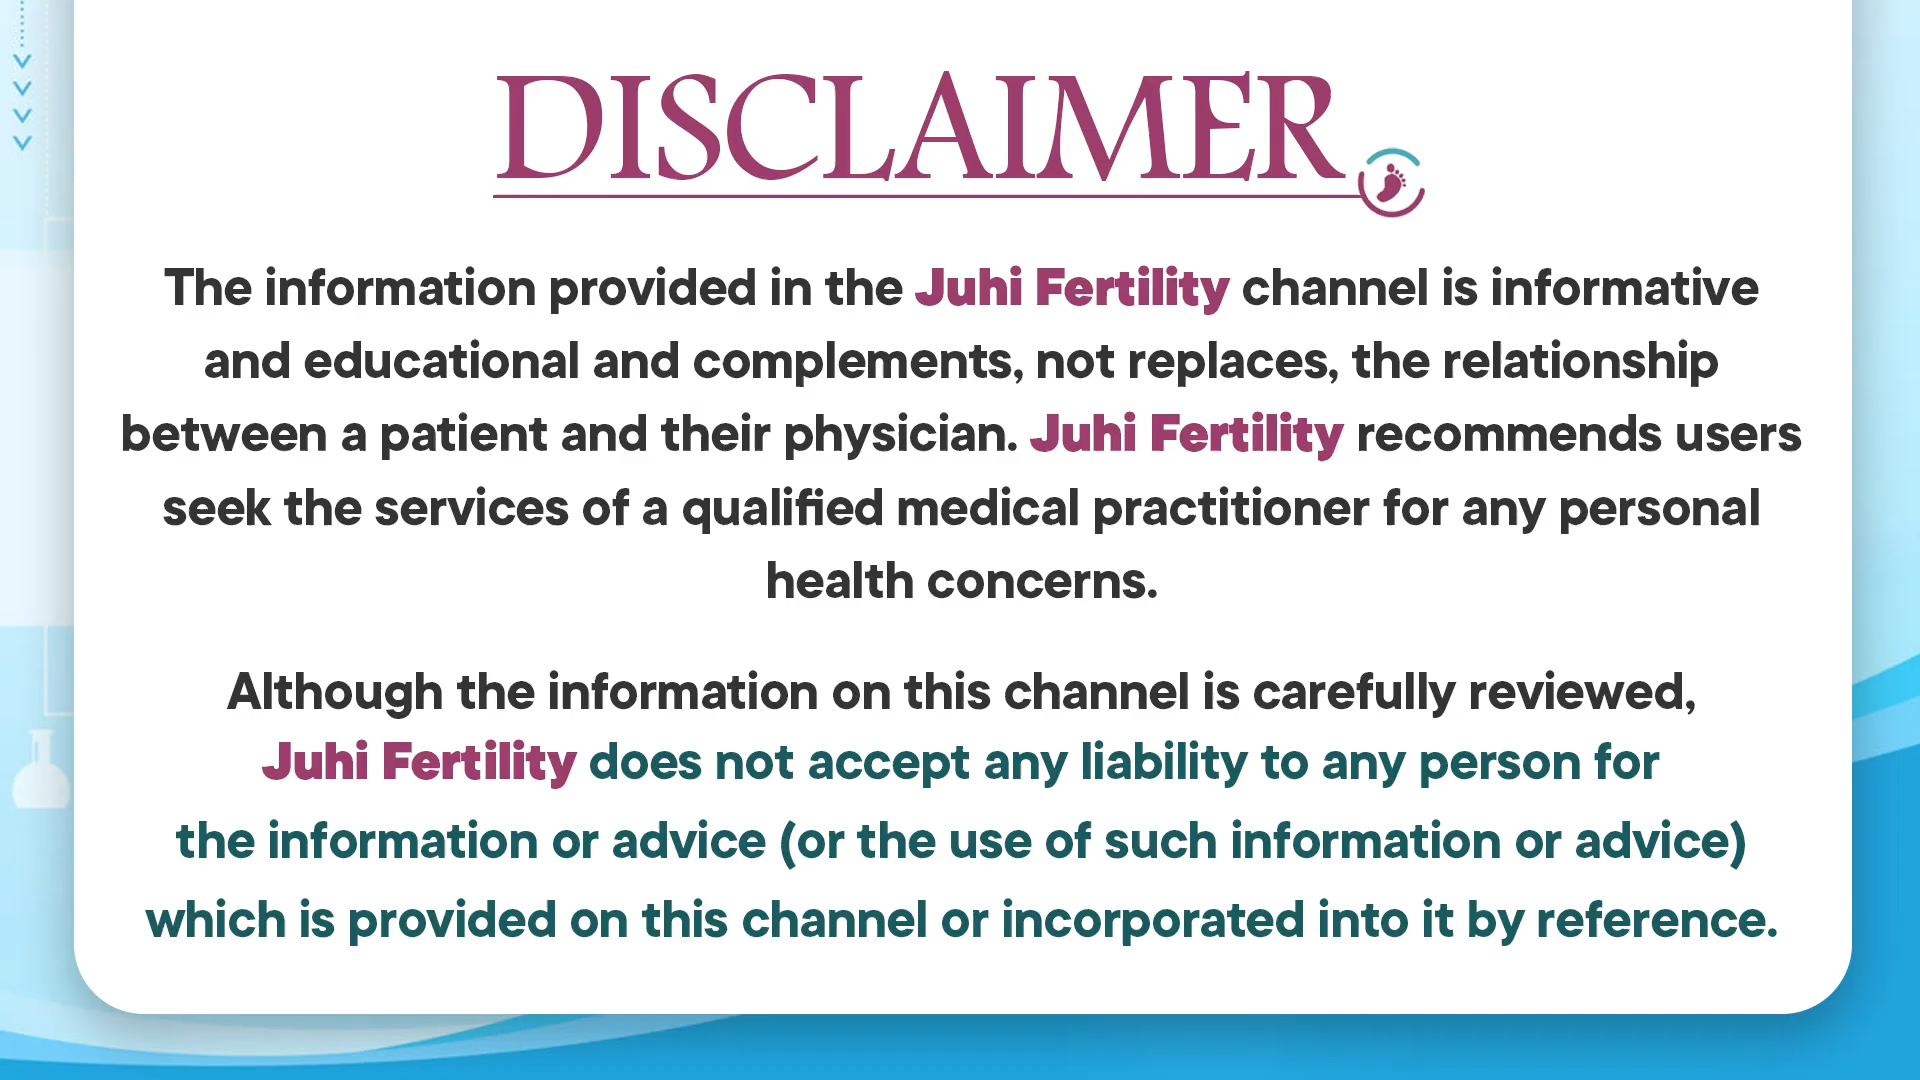 DISCLAIMER
The information provided in the Juhi Fertility channel is informative
and educational and complements, not replaces, the relationship
between a patient and their physician. Juhi Fertility recommends users
seek the services of a qualified medical practitioner for any personal
health concerns.
Although the information on this channel is carefully reviewed,
Juhi Fertility does not accept any liability to any person for
the information or advice (or the use of such information or advice)
which is provided on this channel or incorporated into it by reference.